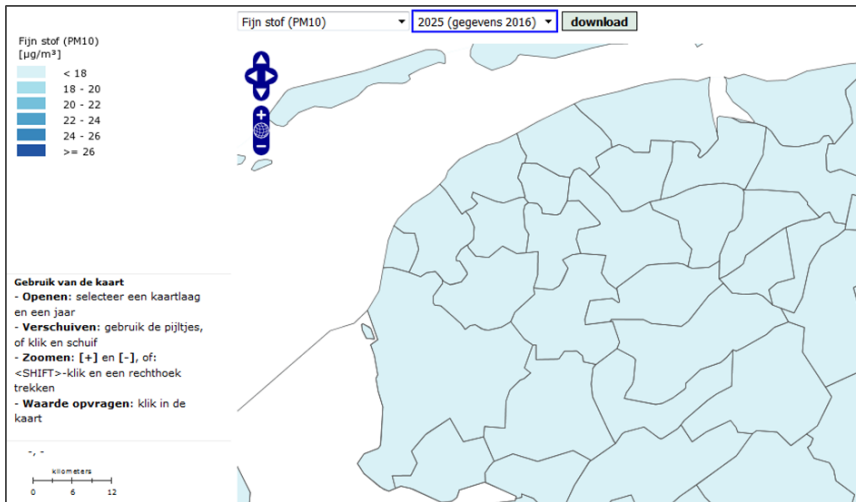 Fijn stof (PM10) 2025 (gegevens 2016) download
Fijn stof (PM10)
[µg/m³]
< 18
18 - 20
20 - 22
22 - 24
24 - 26
>= 26
Gebruik van de kaart
- Openen: selecteer een kaartlaag
en een jaar
- Verschuiven: gebruik de pijltjes,
of klik en schuif
- Zoomen: [+] en [-], of:
<SHIFT>-klik en een rechthoek
trekken
- Waarde opvragen: klik in de
kaart
-, -
kilometers
0 6 12